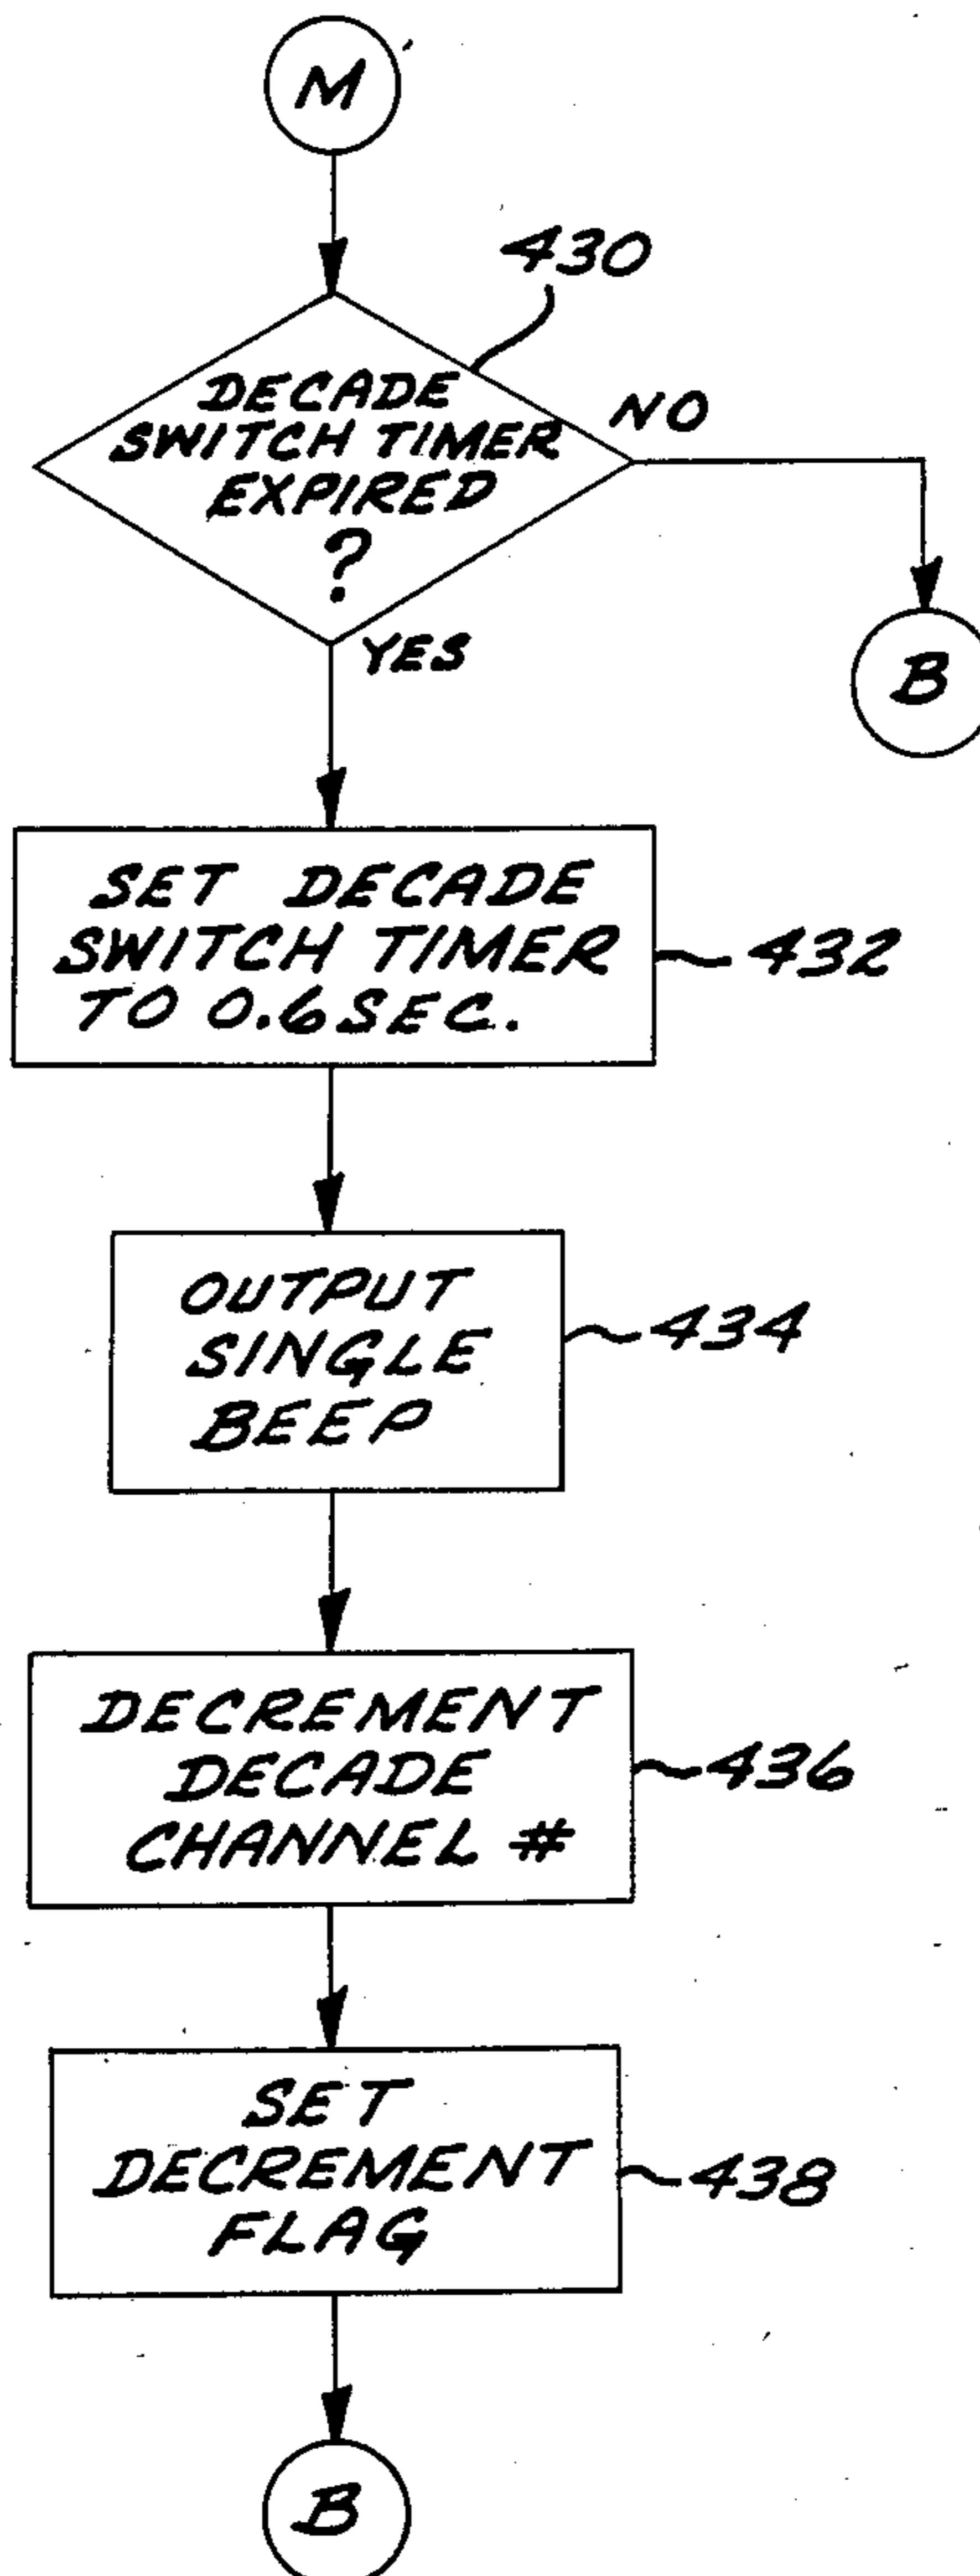 M
430
DECADE
SWITCH TIMER
EXPIRED
?
NO
B
YES
SET DECADE
SWITCH TIMER
TO 0.6 SEC.
432
OUTPUT
SINGLE
BEEP
434
DECREMENT
DECADE
CHANNEL #
436
SET
DECREMENT
FLAG
438
B